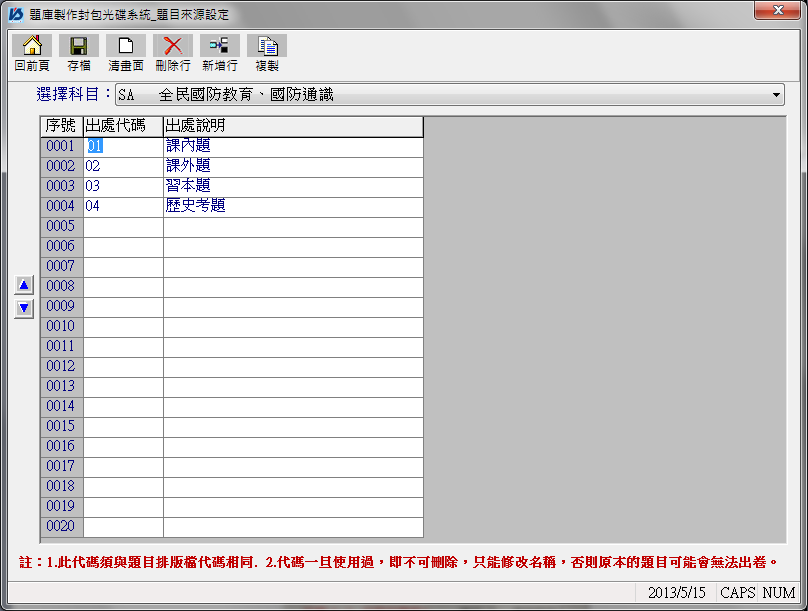 題庫製作封包光碟系統_題目來源設定
回前頁 存檔 清畫面 刪除行 新增行 複製
選擇科目：SA 全民國防教育、國防通識
序號 出處代碼 出處說明
0001 01 課內題
0002 02 課外題
0003 03 習本題
0004 04 歷史考題
0005
0006
0007
0008
0009
0010
0011
0012
0013
0014
0015
0016
0017
0018
0019
0020
註：1.此代碼須與題目排版檔代碼相同. 2.代碼一旦使用過，即不可刪除，只能修改名稱，否則原本的題目可能會無法出卷。
2013/5/15 CAPS NUM